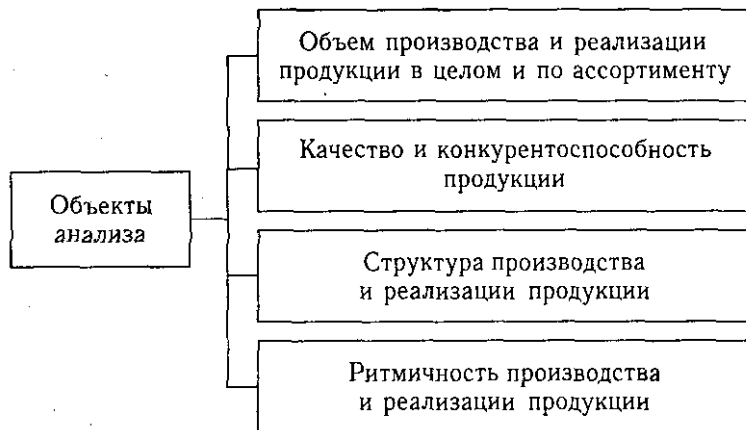 Объем производства и реализации
продукции в целом и по ассортименту
Качество и конкурентоспособность
продукции
Объекты
анализа
Структура производства
и реализации продукции
Ритмичность производства
и реализации продукции